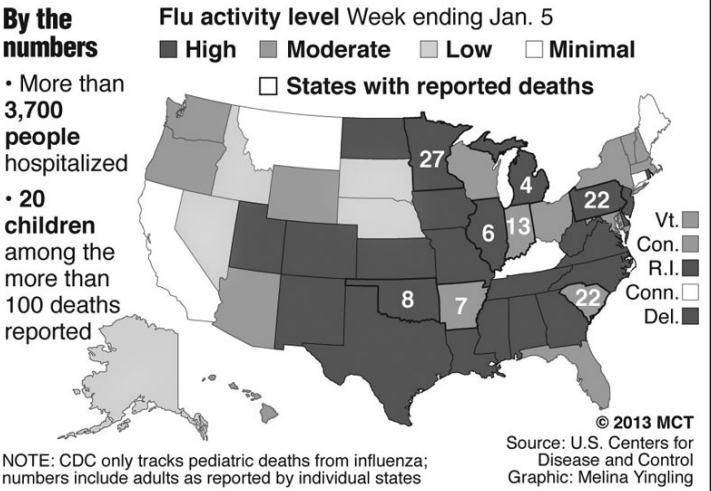 By the
numbers
• More than
3,700
people
hospitalized
• 20
children
among the
more than
100 deaths
reported
Flu activity level Week ending Jan. 5
High Moderate Low Minimal
States with reported deaths
27
4
22
6
13
8
7
22
Vt.
Con.
R.I.
Conn.
Del.
© 2013 MCT
Source: U.S. Centers for
Disease and Control
Graphic: Melina Yingling
NOTE: CDC only tracks pediatric deaths from influenza;
numbers include adults as reported by individual states